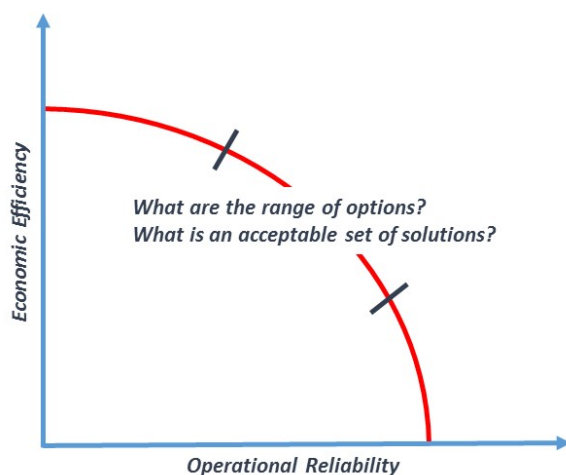 Economic Efficiency
What are the range of options?
What is an acceptable set of solutions?
Operational Reliability